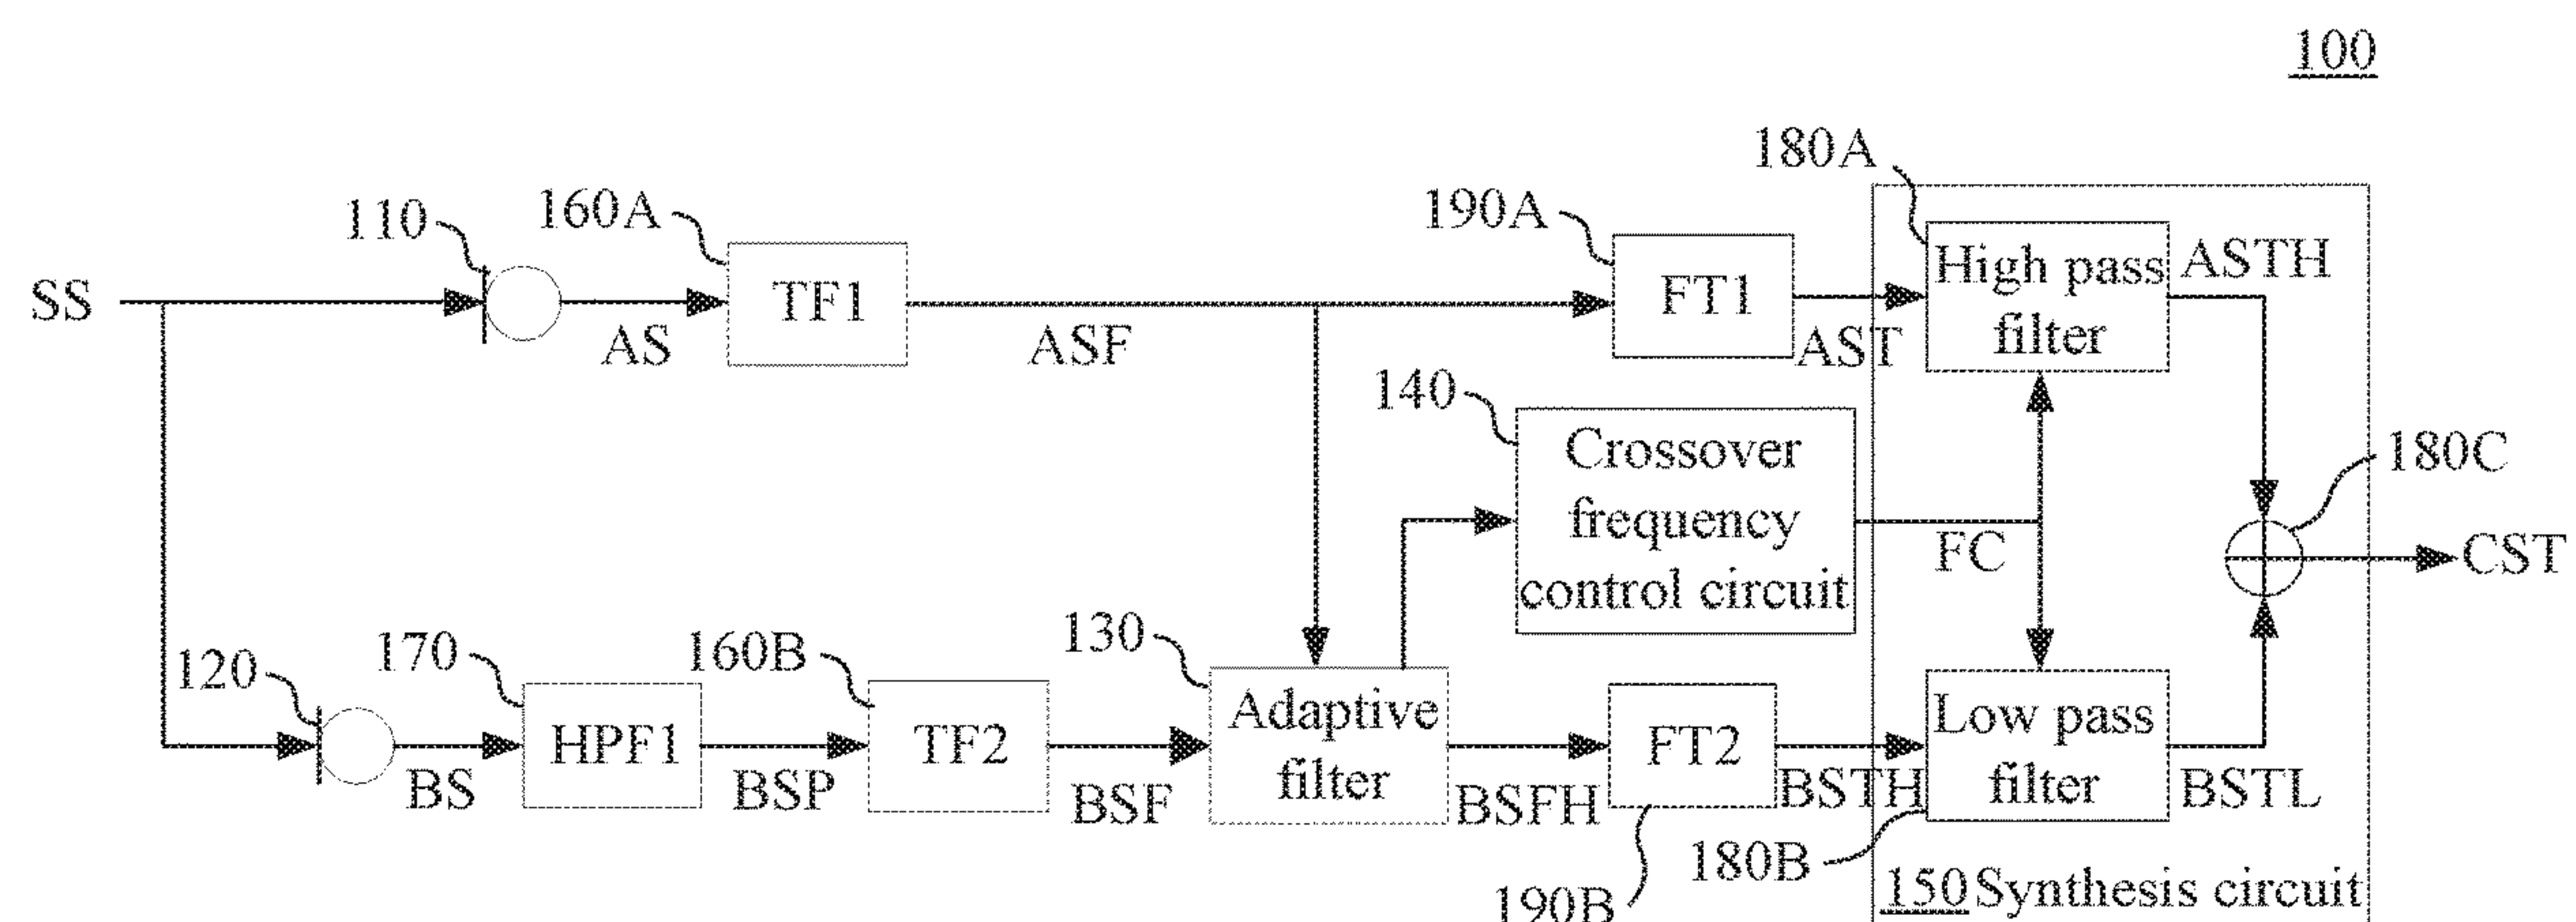 100
180A
110
160A
190A
SS
AS
TF1
ASF
FT1
AST
High pass
filter
ASTH
140
Crossover
frequency
control circuit
FC
180C
CST
120
170
160B
130
BS
HPF1
BSP
TF2
BSF
Adaptive
filter
BSFH
FT2
BSTH
Low pass
filter
BSTL
180B
190B
150 Synthesis circuit